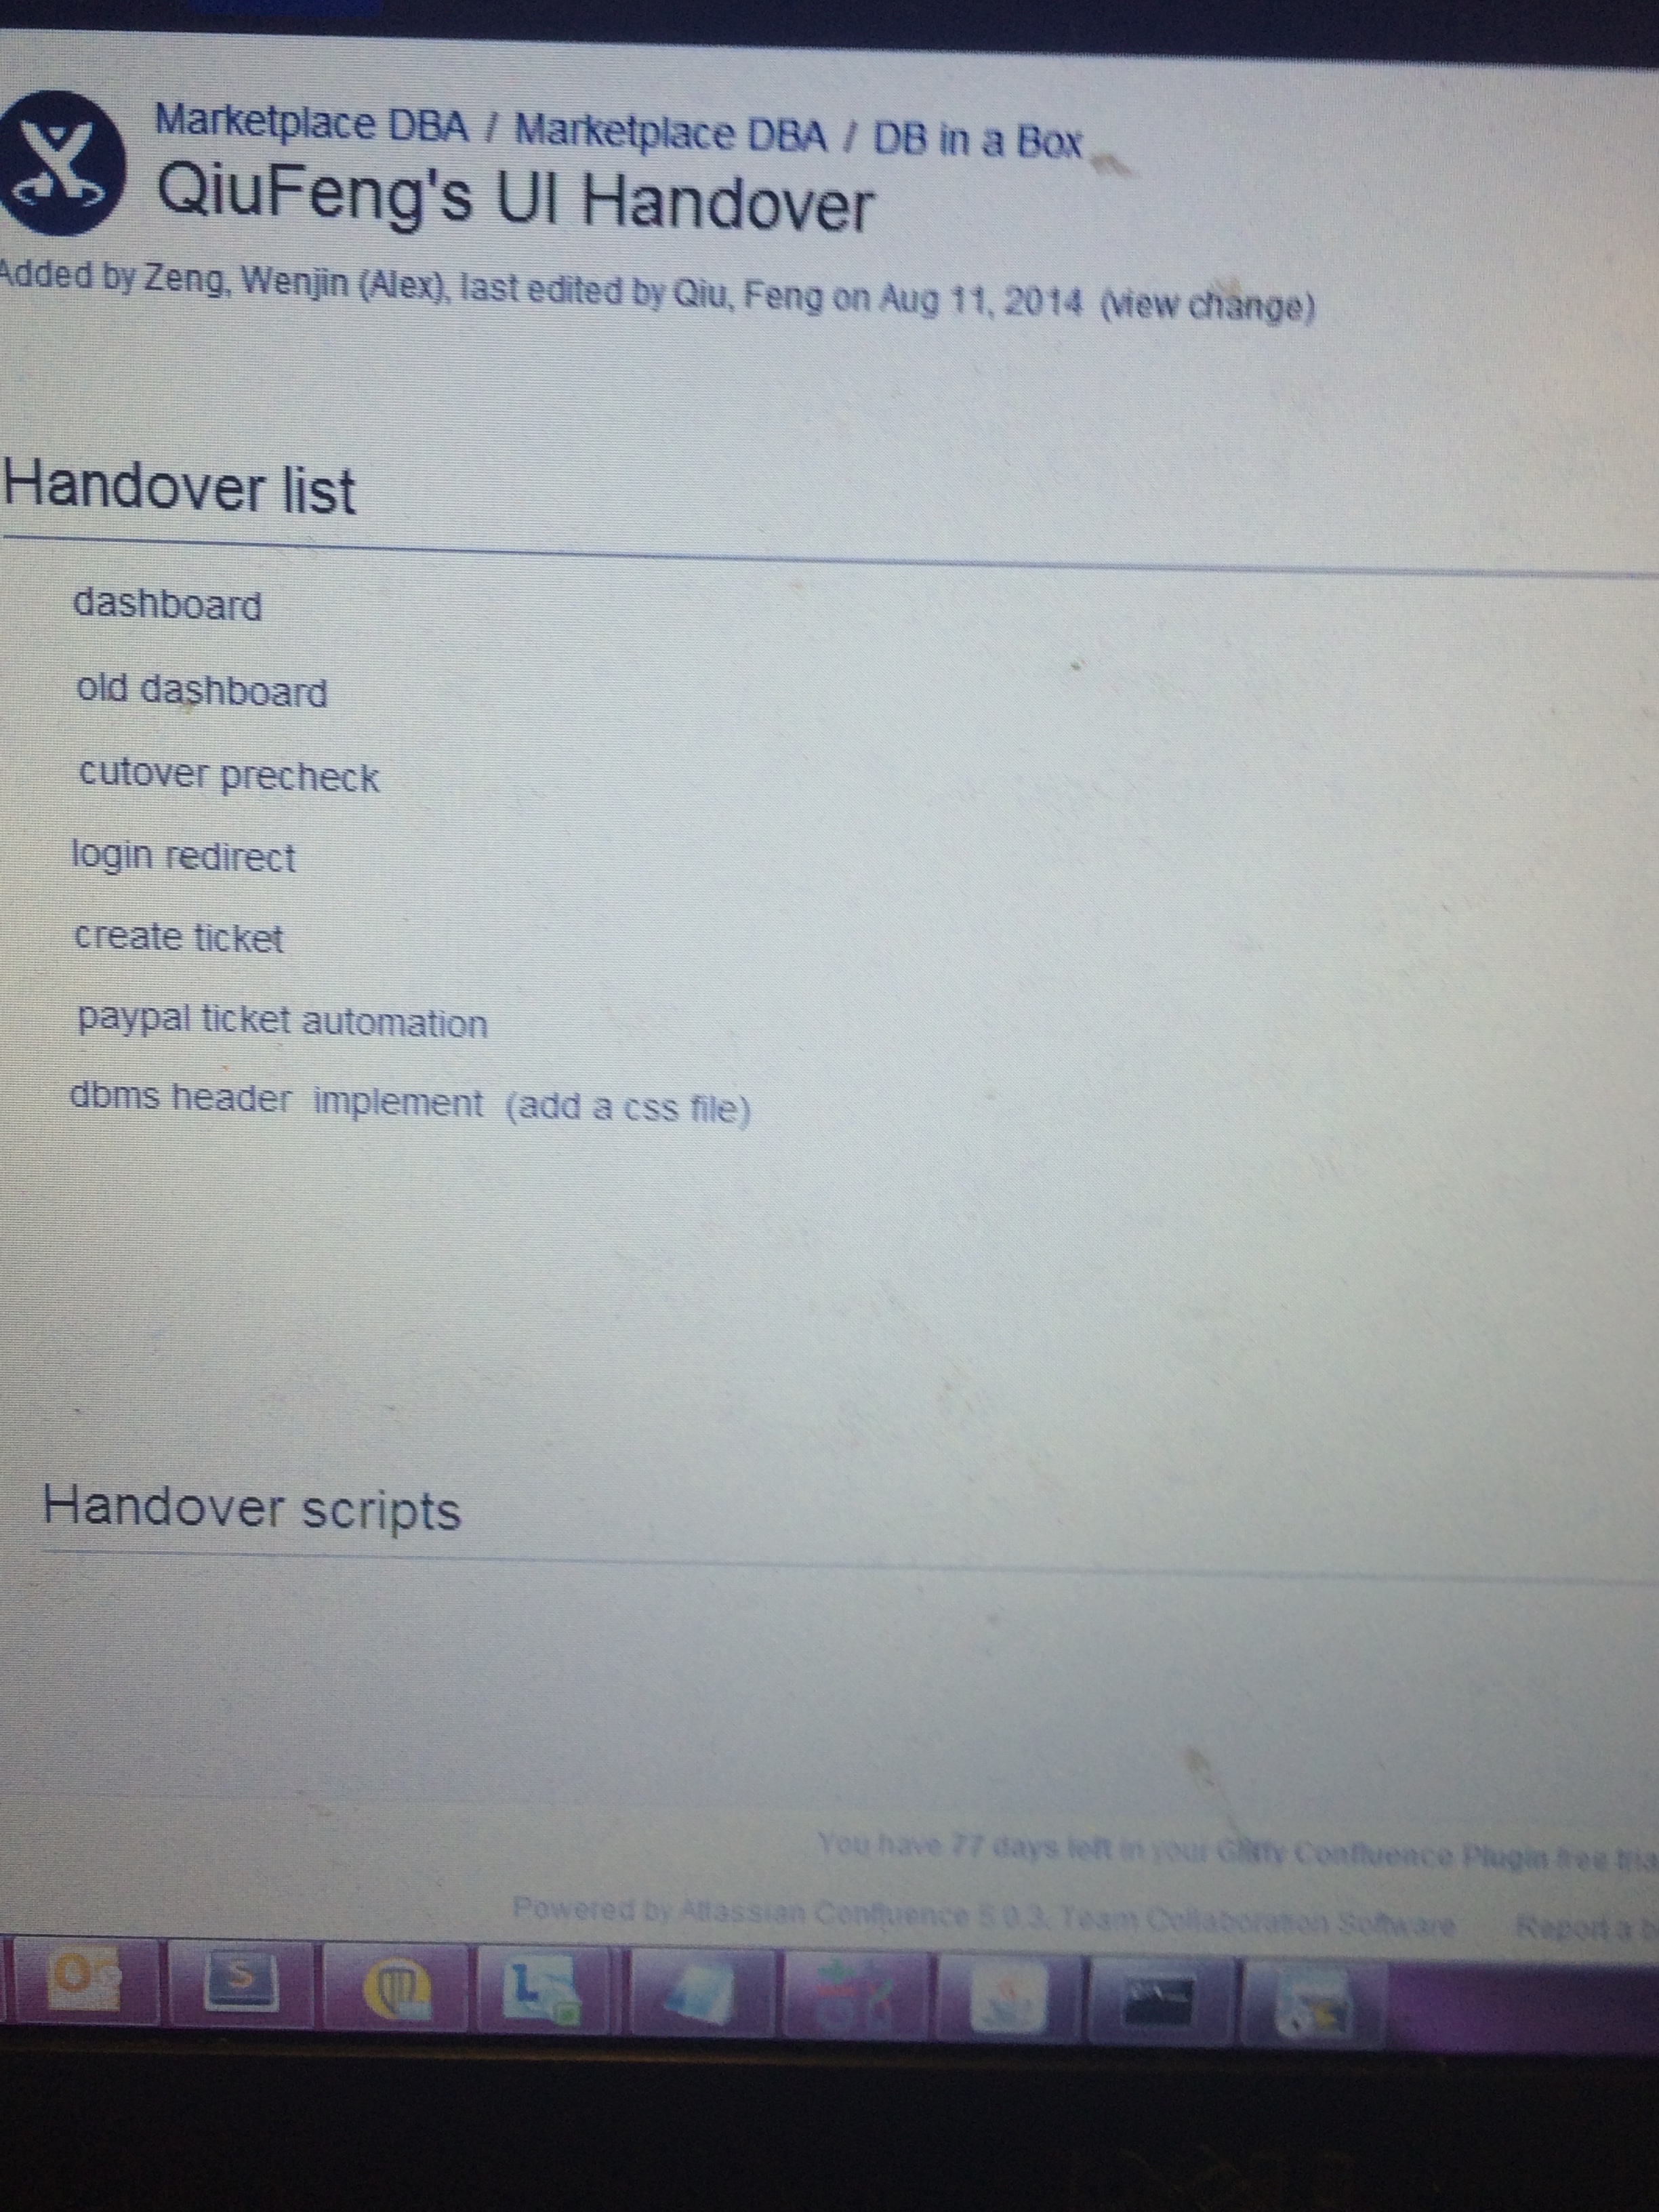 Marketplace DBA / Marketplace DBA / DB in a Box
QiuFeng's UI Handover
Added by Zeng, Wenjin (Alex), last edited by Qiu, Feng on Aug 11, 2014 (view change)
Handover list
dashboard
old dashboard
cutover precheck
login redirect
create ticket
paypal ticket automation
dbms header implement (add a css file)
Handover scripts
You have 77 days left in your Gliffy Confluence Plugin free tria
Powered by Atlassian Confluence 5.0.3, Team Collaboration Software Report a b
O
S
L